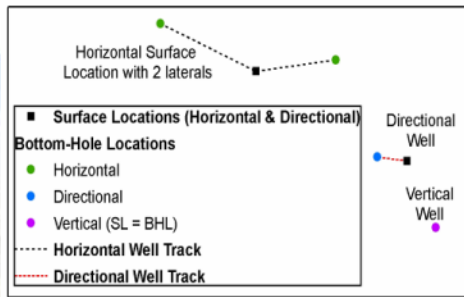 Horizontal Surface
Location with 2 laterals
Surface Locations (Horizontal & Directional)
Bottom-Hole Locations
Horizontal
Directional
Vertical (SL = BHL)
Horizontal Well Track
Directional Well Track
Directional
Well
Vertical
Well